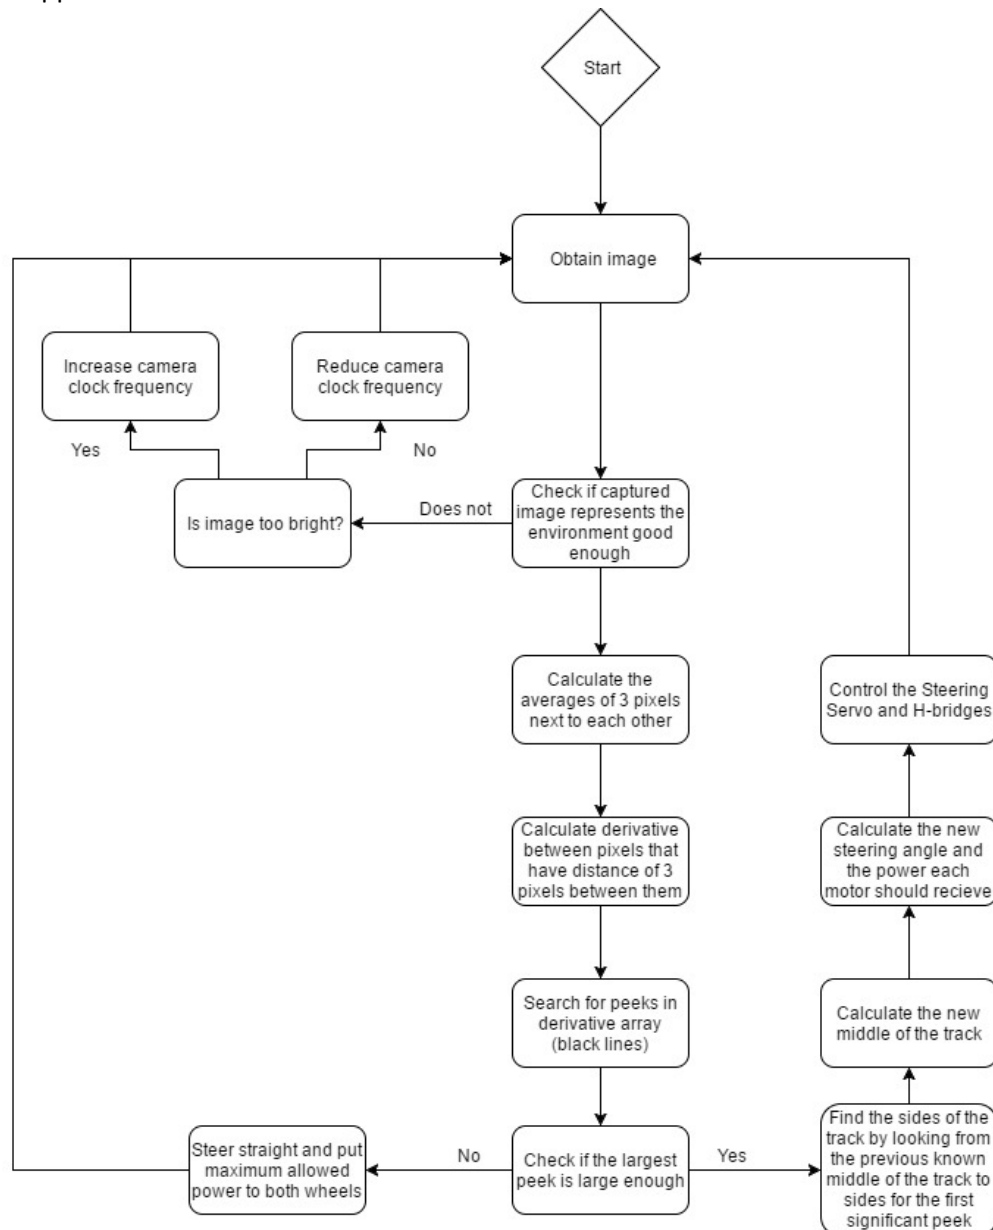 Start
Obtain image
Increase camera
clock frequency
Reduce camera
clock frequency
Yes
No
Is image too bright?
Does not
Check if captured
image represents the
environment good
enough
Calculate the
averages of 3 pixels
next to each other
Control the Steering
Servo and H-bridges
Calculate derivative
between pixels that
have distance of 3
pixels between them
Calculate the new
steering angle and
the power each
motor should recieve
Search for peeks in
derivative array
(black lines)
Calculate the new
middle of the track
Steer straight and put
maximum allowed
power to both wheels
No
Check if the largest
peek is large enough
Yes
Find the sides of the
track by looking from
the previous known
middle of the track to
sides for the first
significant peek